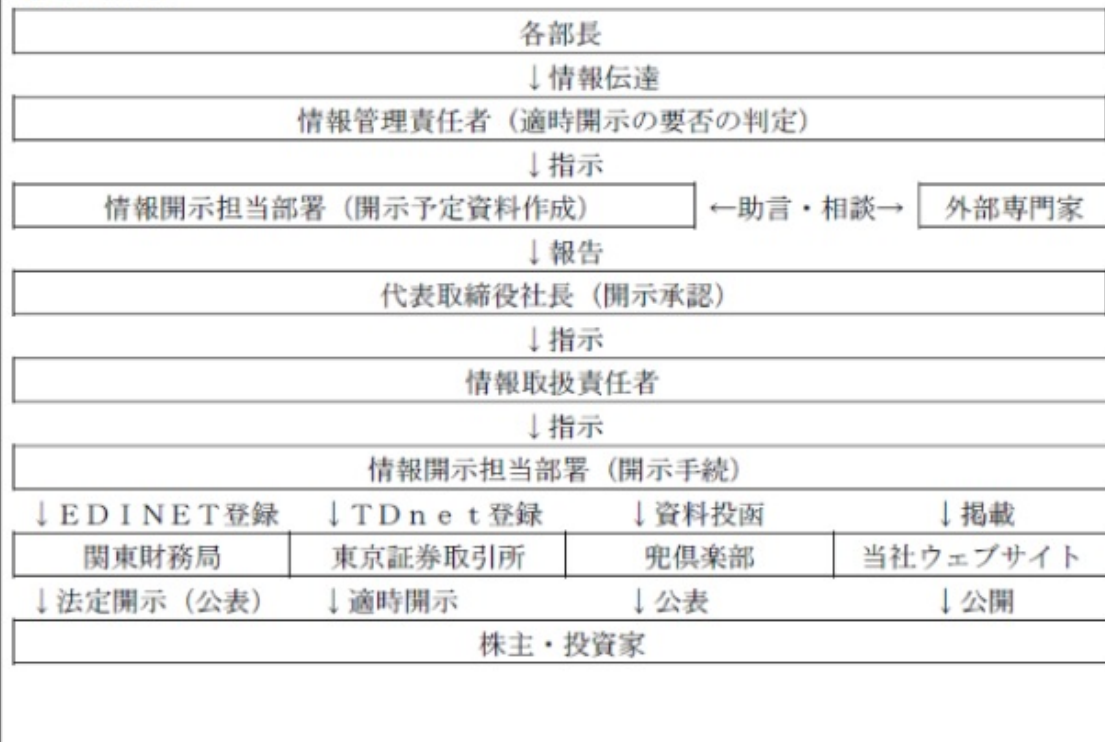 各部長
↓情報伝達
情報管理責任者（適時開示の要否の判定）
↓指示
情報開示担当部署（開示予定資料作成） ←助言・相談→ 外部専門家
↓報告
代表取締役社長（開示承認）
↓指示
情報取扱責任者
↓指示
情報開示担当部署（開示手続）
↓ＥＤＩＮＥＴ登録 ↓ＴＤｎｅｔ登録 ↓資料投函 ↓掲載
関東財務局 東京証券取引所 兜倶楽部 当社ウェブサイト
↓法定開示（公表） ↓適時開示 ↓公表 ↓公開
株主・投資家